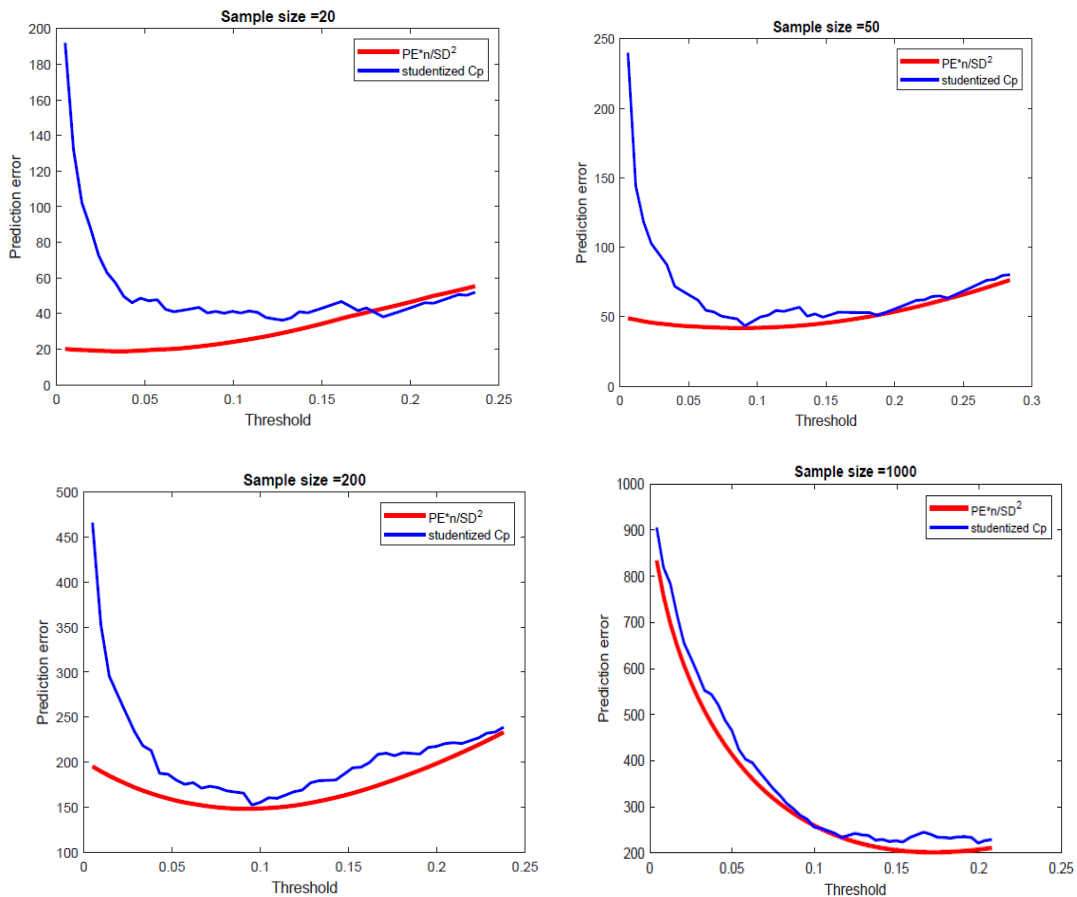 Sample size =20
200
180
160
140
120
100
80
60
40
20
0
Prediction error
PE*n/SD²
studentized Cp
0 0.05 0.1 0.15 0.2 0.25
Threshold
Sample size =50
250
200
150
100
50
0
Prediction error
PE*n/SD²
studentized Cp
0 0.05 0.1 0.15 0.2 0.25 0.3
Threshold
Sample size =200
500
450
400
350
300
250
200
150
100
Prediction error
PE*n/SD²
studentized Cp
0 0.05 0.1 0.15 0.2 0.25
Threshold
Sample size =1000
1000
900
800
700
600
500
400
300
200
Prediction error
PE*n/SD²
studentized Cp
0 0.05 0.1 0.15 0.2 0.25
Threshold